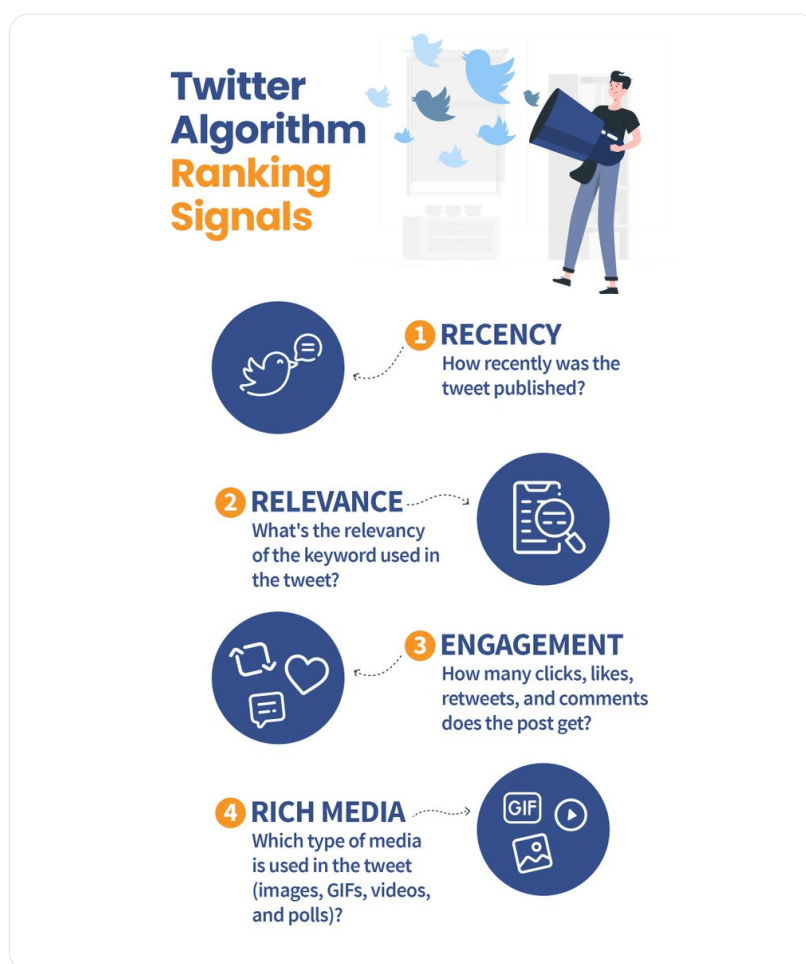 Twitter
Algorithm
Ranking
Signals
1 RECENCY
How recently was the
tweet published?
2 RELEVANCE
What's the relevancy
of the keyword used in
the tweet?
3 ENGAGEMENT
How many clicks, likes,
retweets, and comments
does the post get?
4 RICH MEDIA
GIF
Which type of media
is used in the tweet
(images, GIFs, videos,
and polls)?